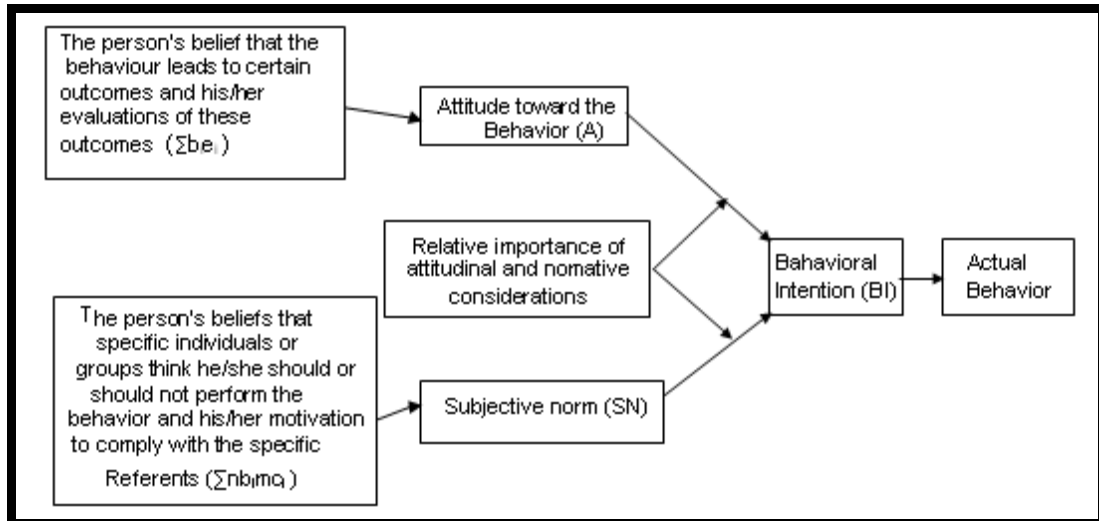 The person's belief that the
behaviour leads to certain
outcomes and his/her
evaluations of these
outcomes (∑bᵢeᵢ)
Attitude toward the
Behavior (A)
Relative importance of
attitudinal and nomative
considerations
Bahavioral
Intention (BI)
Actual
Behavior
The person's beliefs that
specific individuals or
groups think he/she should or
should not perform the
behavior and his/her motivation
to comply with the specific
Referents (∑nbᵢmcᵢ)
Subjective norm (SN)